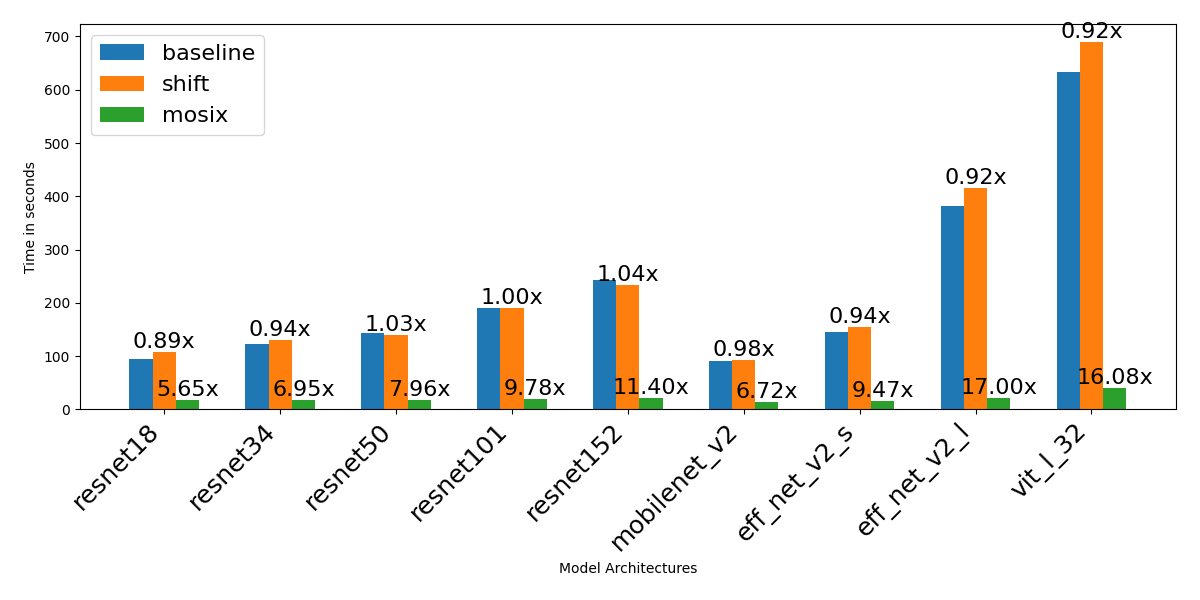 700
600
500
400
300
200
100
0
Time in seconds
baseline
shift
mosix
0.89x
5.65x
0.94x
6.95x
1.03x
7.96x
1.00x
9.78x
1.04x
11.40x
0.98x
6.72x
0.94x
9.47x
0.92x
17.00x
0.92x
16.08x
resnet18
resnet34
resnet50
resnet101
resnet152
mobilenet_v2
eff_net_v2_s
eff_net_v2_l
vit_l_32
Model Architectures